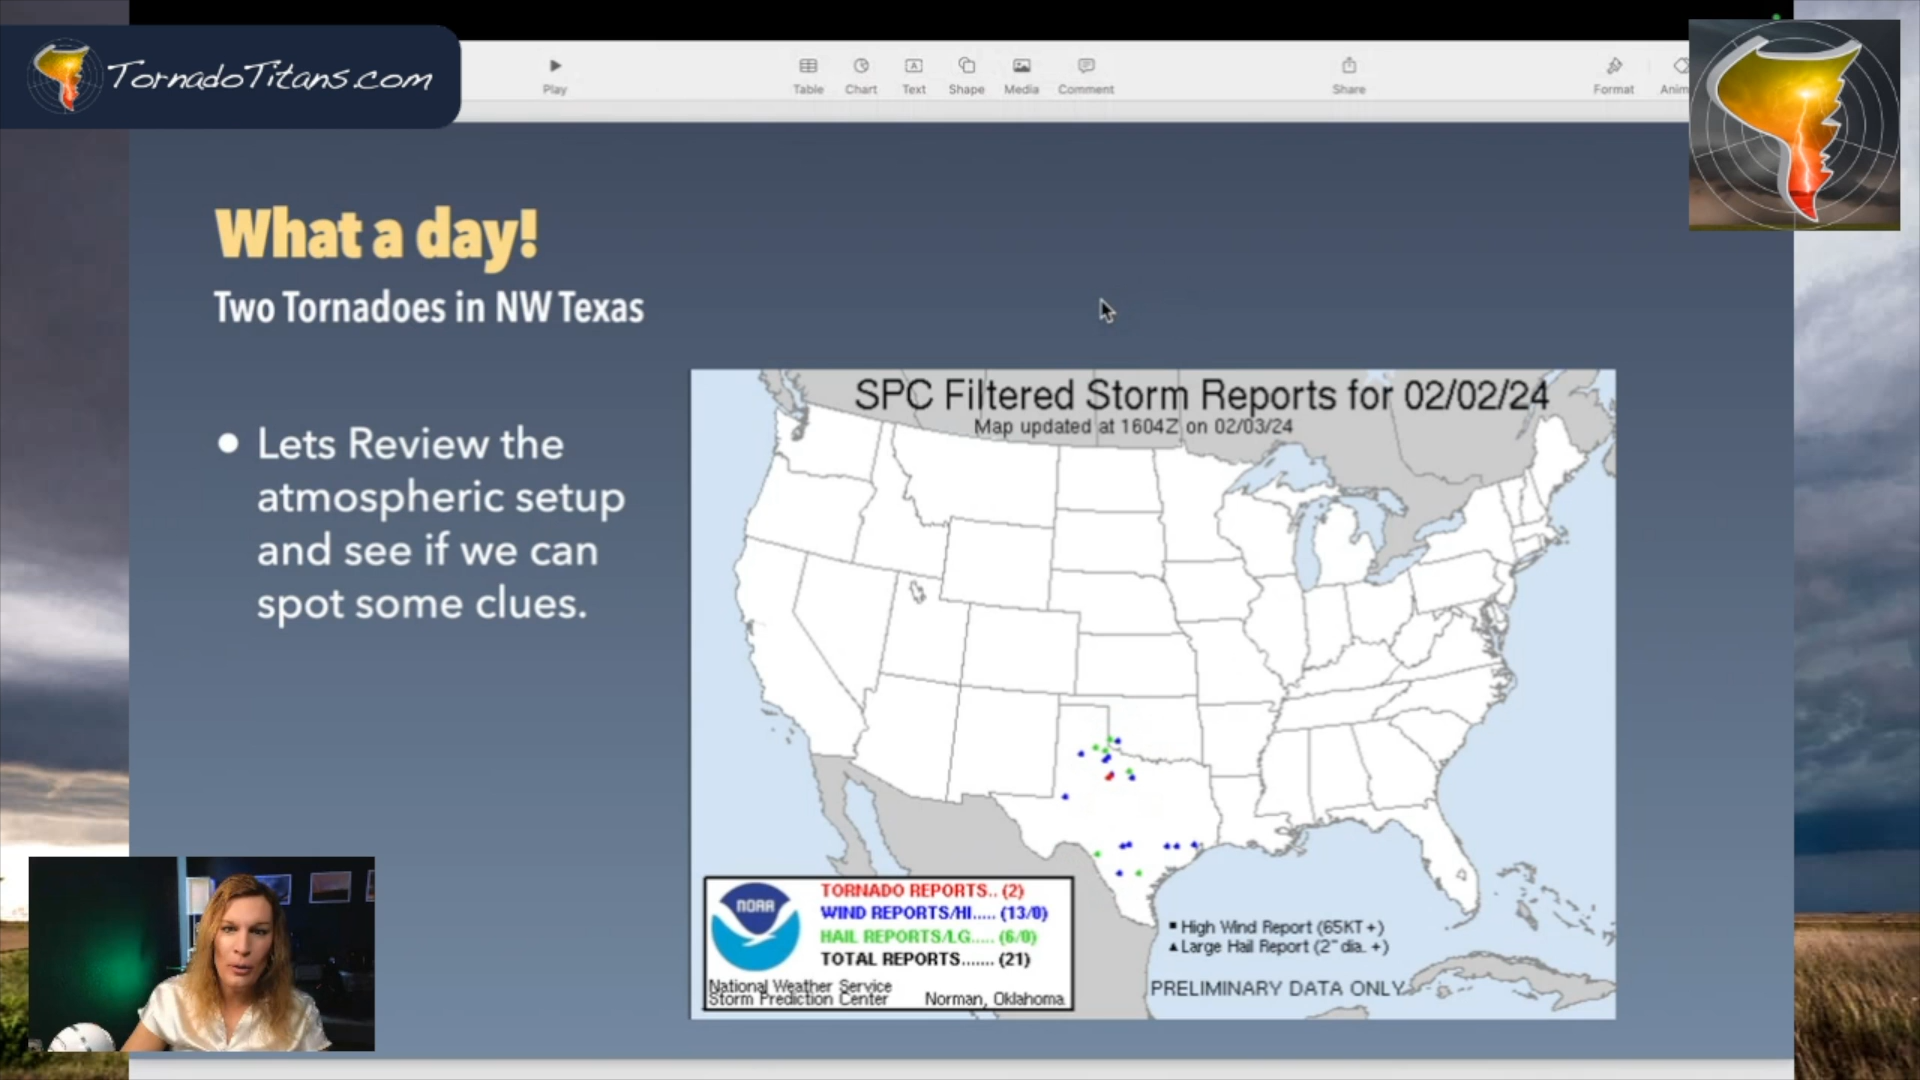 TornadoTitans.com
Play
Table
Chart
Text
Shape
Media
Comment
Share
Format
Anim
What a day!
Two Tornadoes in NW Texas
• Lets Review the
atmospheric setup
and see if we can
spot some clues.
SPC Filtered Storm Reports for 02/02/24
Map updated at 1604Z on 02/03/24
NOAA
TORNADO REPORTS.. (2)
WIND REPORTS/HI..... (13/0)
HAIL REPORTS/LG..... (6/0)
TOTAL REPORTS....... (21)
National Weather Service
Storm Prediction Center Norman, Oklahoma
■ High Wind Report (65KT +)
▲ Large Hail Report (2" dia. +)
PRELIMINARY DATA ONLY